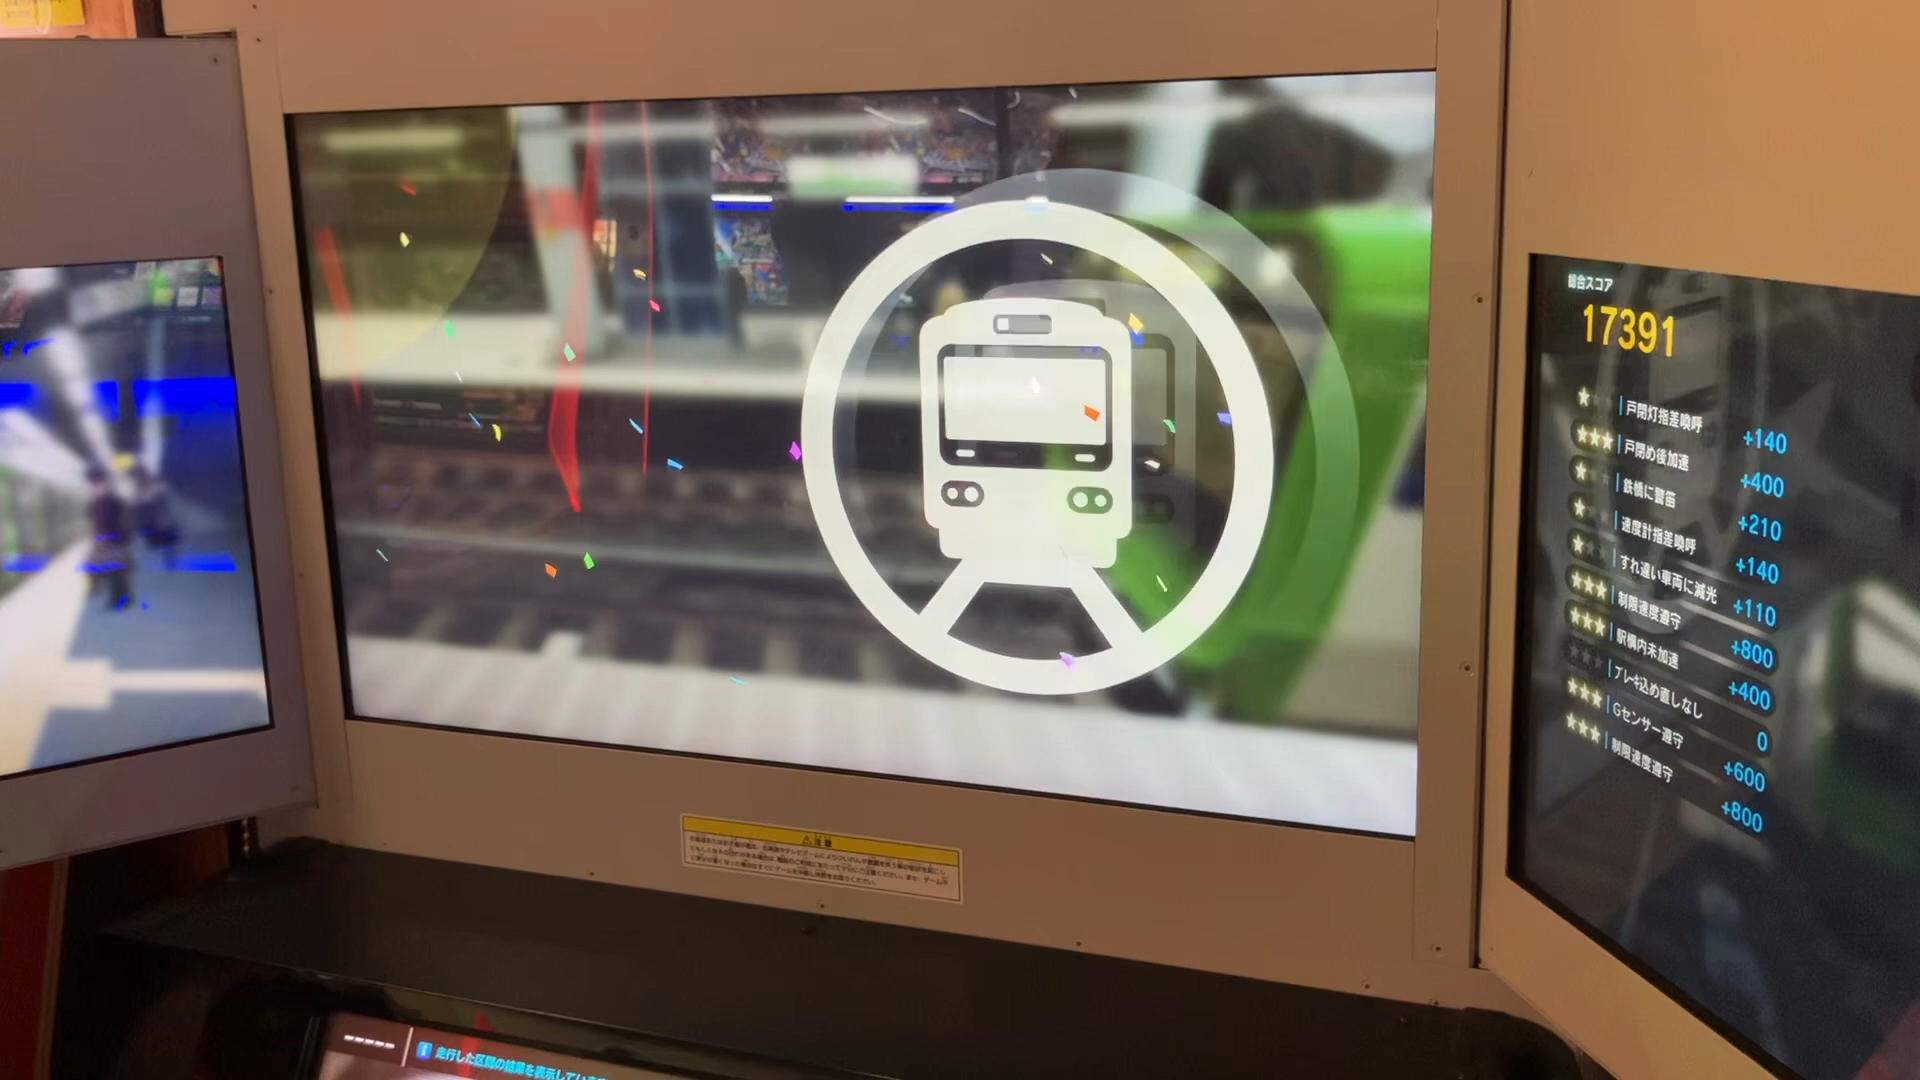 総合スコア
17391
戸閉灯指差喚呼 +140
戸閉め後加速 +400
鉄橋に警笛 +210
速度計指差喚呼 +140
すれ違い車両に減光 +110
制限速度遵守 +800
駅構内未加速 +400
ブレーキ込め直しなし 0
Gセンサー遵守 +600
制限速度遵守 +800
注意
走行した区間の結果を表示してい